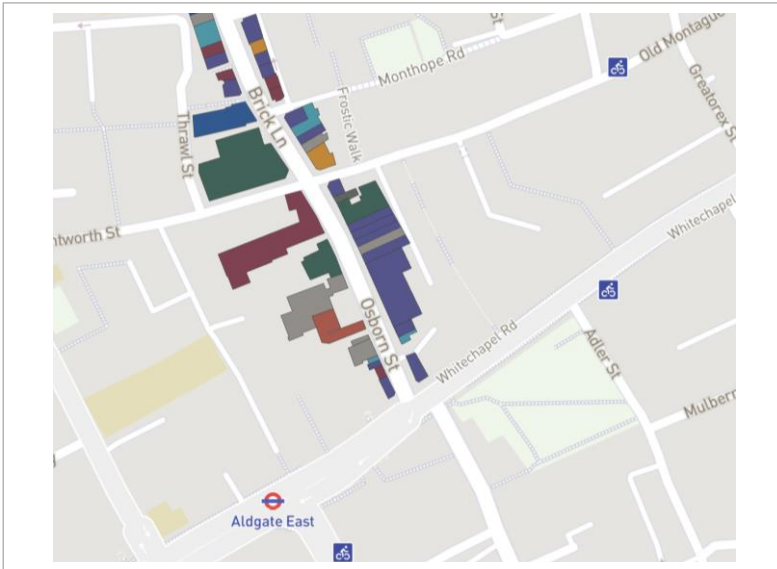 St
Old Montague
Monthope Rd
Greatorex St
Brick Ln
Frostic Walk
Thrawl St
Whitechapel
ntworth St
Osborn St
Whitechapel Rd
Adler St
Mulberr
Aldgate East